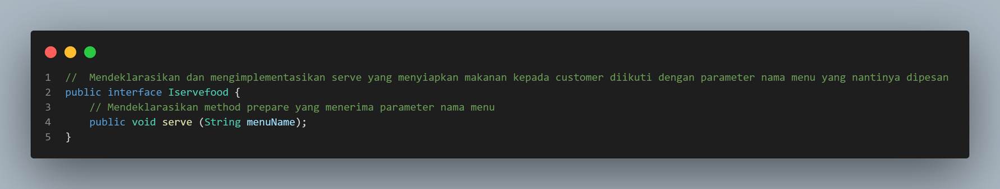 1 //  Mendeklarasikan dan mengimplementasikan serve yang menyiapkan makanan kepada customer diikuti dengan parameter nama menu yang nantinya dipesan
2 public interface Iservefood {
3     // Mendeklarasikan method prepare yang menerima parameter nama menu
4     public void serve (String menuName);
5 }